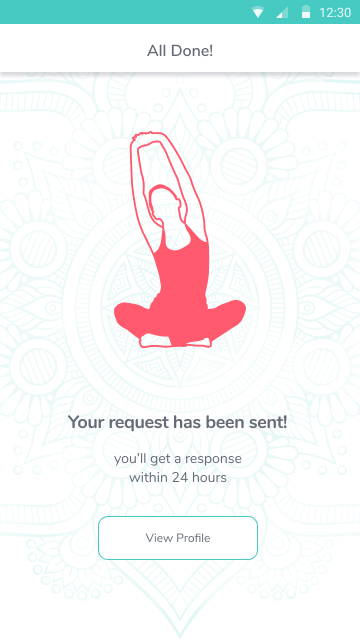 12:30
All Done!
Your request has been sent!
you'll get a response
within 24 hours
View Profile